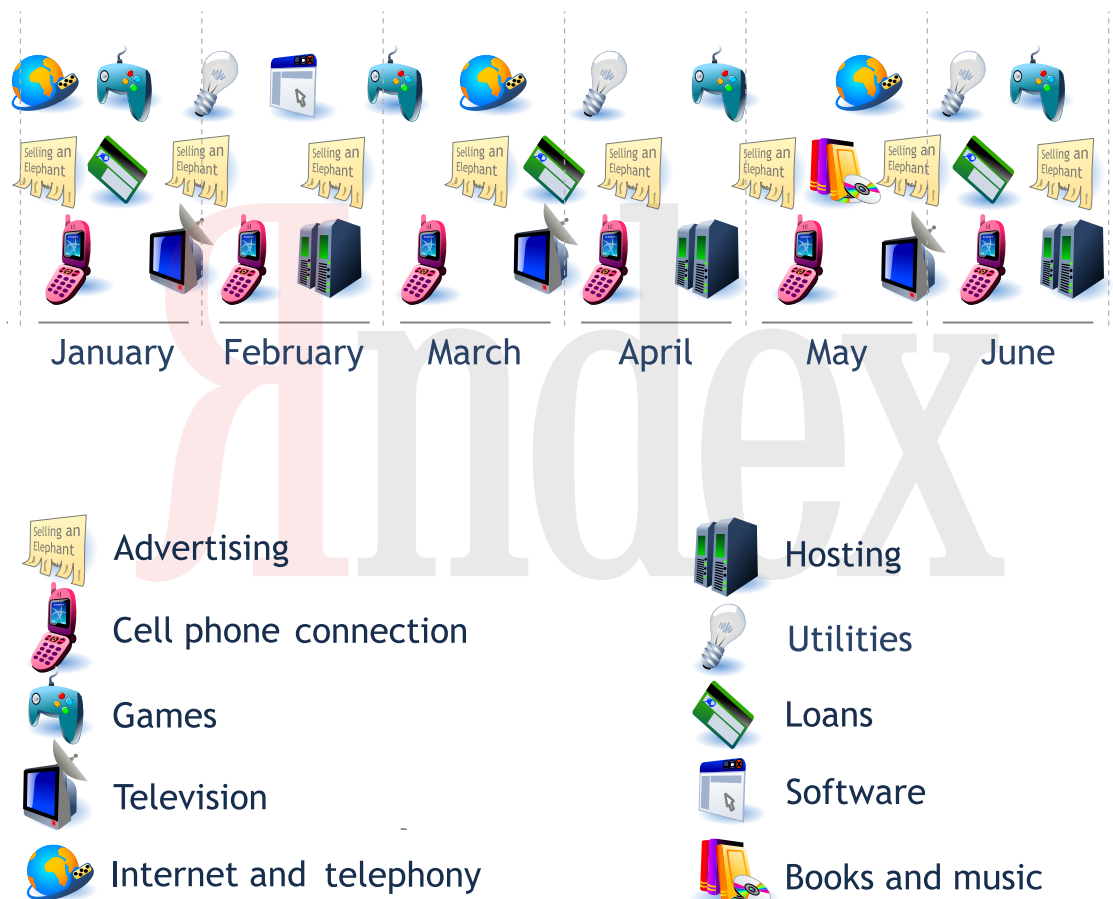 Selling an Selling an Selling an Selling an Selling an Selling an Selling an Selling an
Elephant Elephant Elephant Elephant Elephant Elephant Elephant Elephant
January February March April May June
Яndex
Selling an
Elephant
Advertising
Cell phone connection
Games
Television
Internet and telephony
Hosting
Utilities
Loans
Software
Books and music